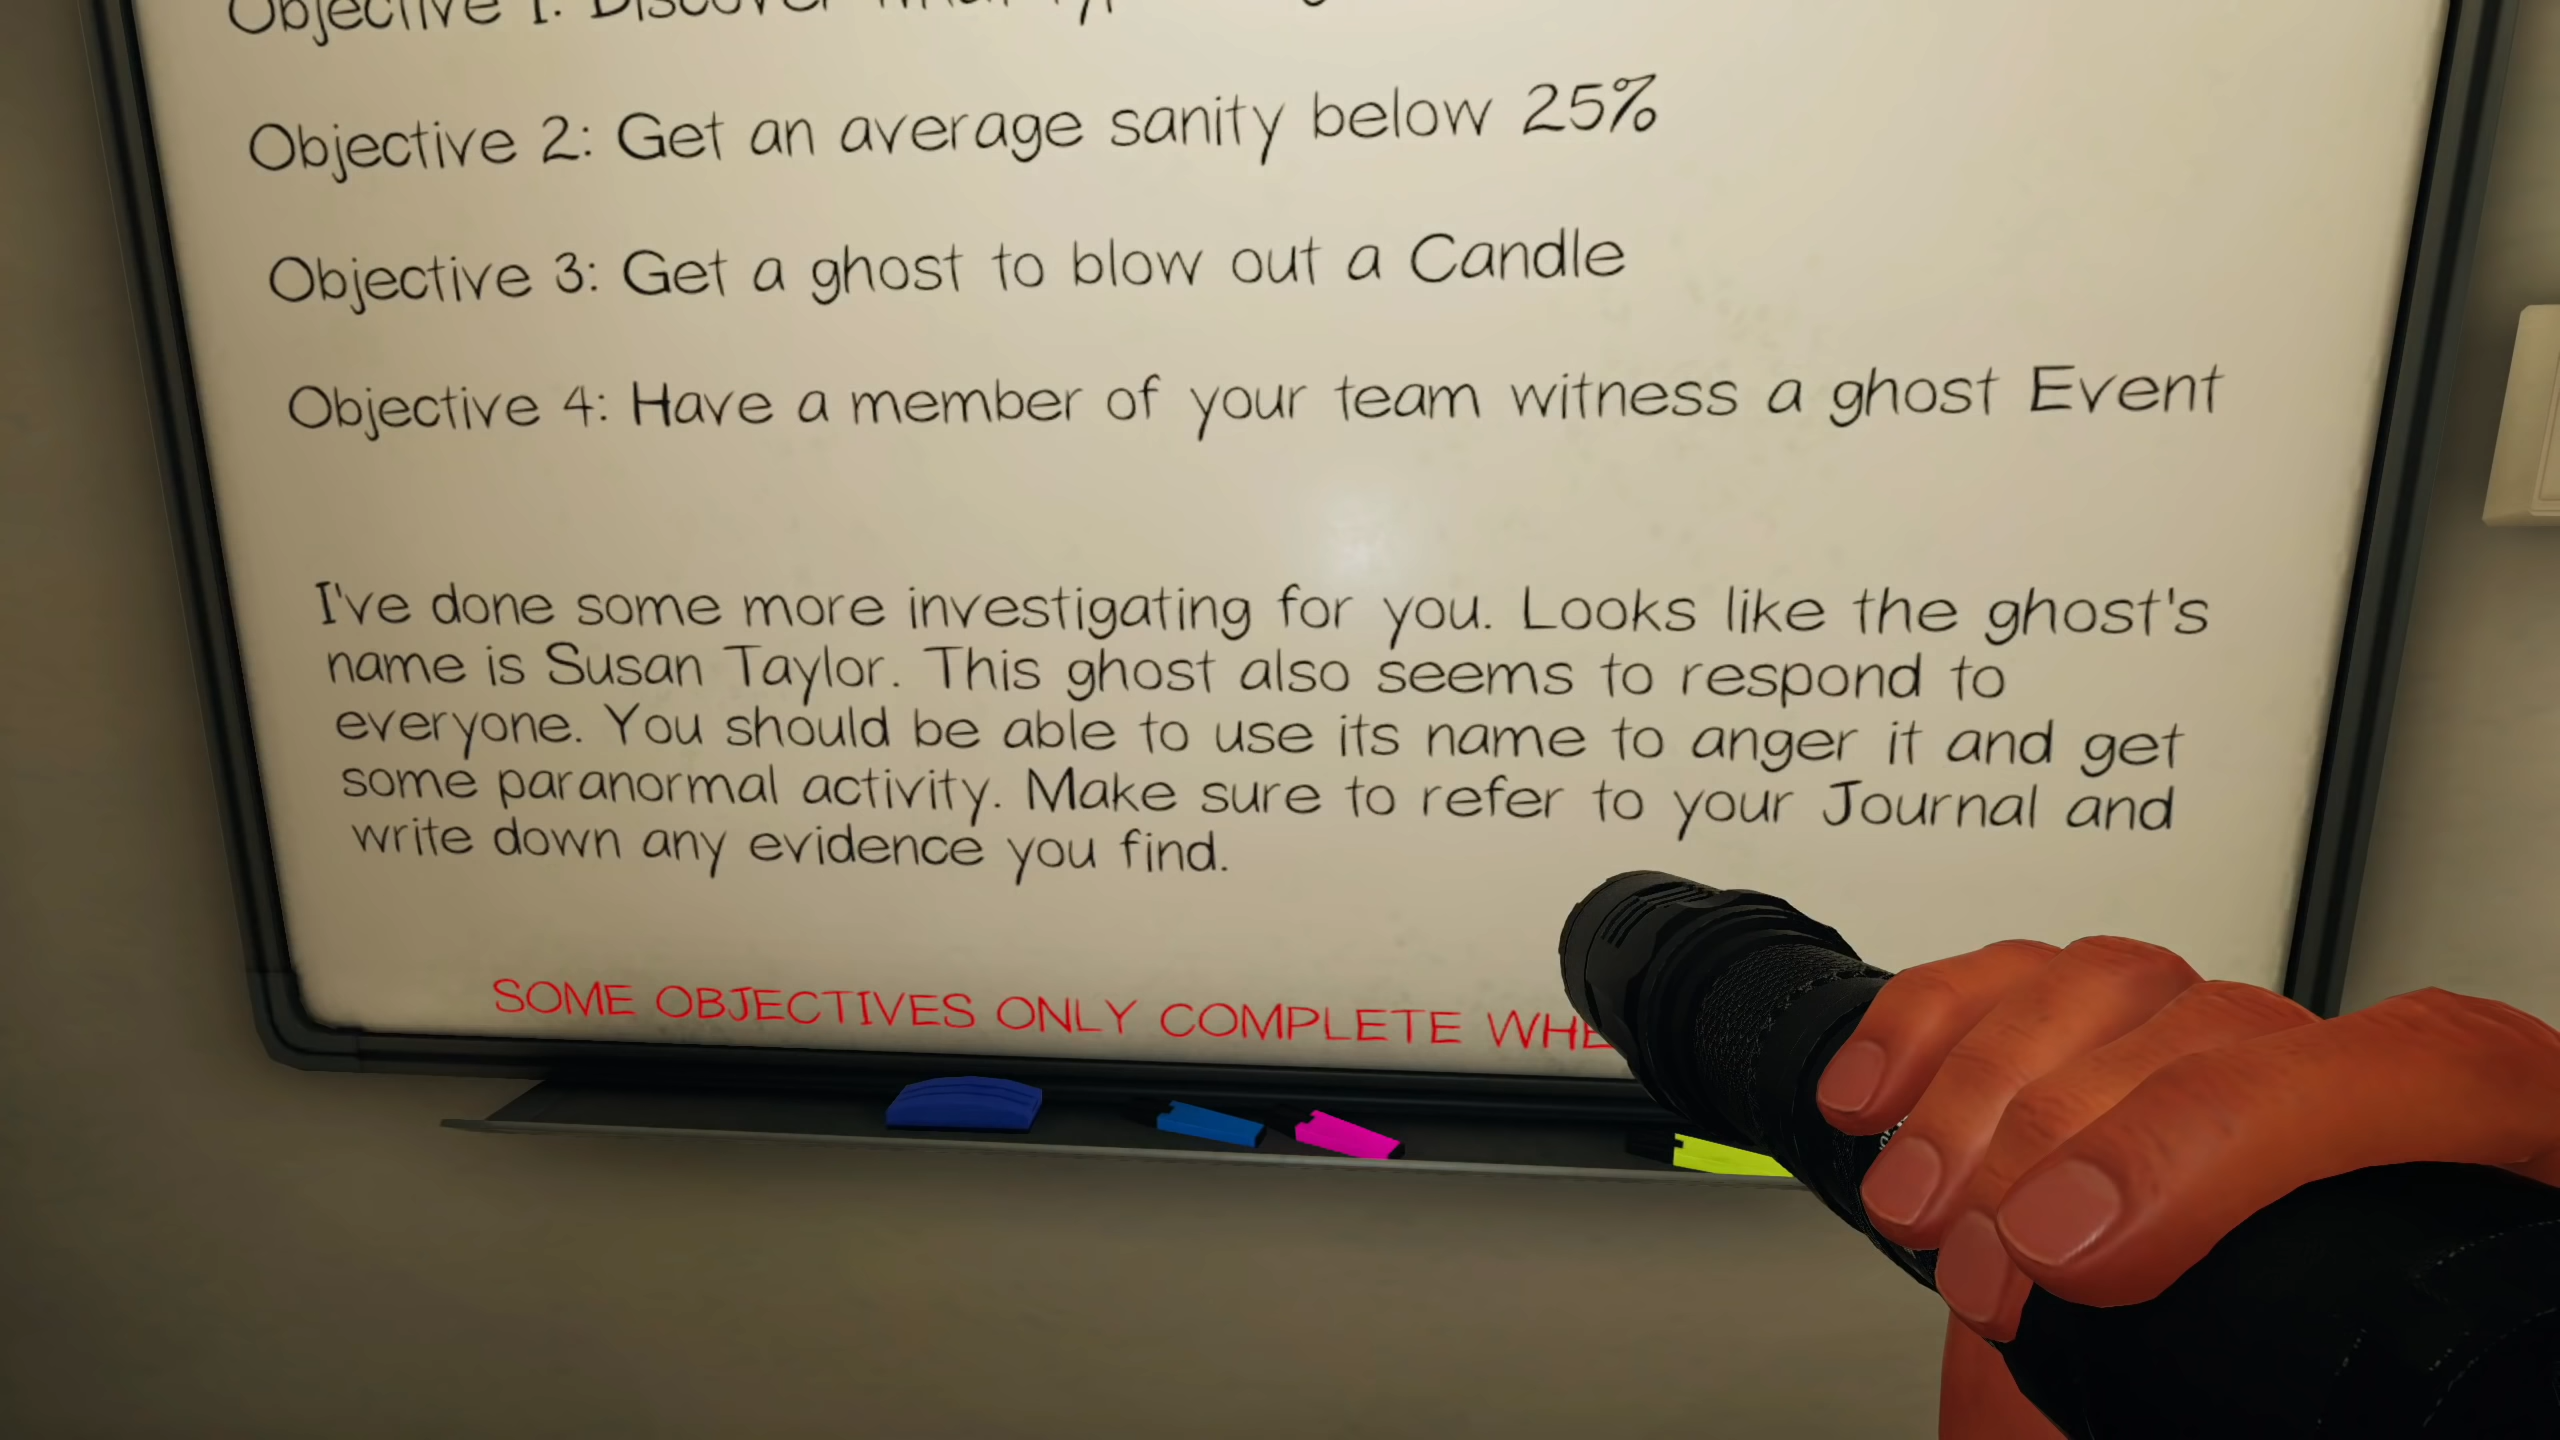 Objective 1: Discover what
Objective 2: Get an average sanity below 25%
Objective 3: Get a ghost to blow out a Candle
Objective 4: Have a member of your team witness a ghost Event
I've done some more investigating for you. Looks like the ghost's
name is Susan Taylor. This ghost also seems to respond to
everyone. You should be able to use its name to anger it and get
some paranormal activity. Make sure to refer to your Journal and
write down any evidence you find.
SOME OBJECTIVES ONLY COMPLETE